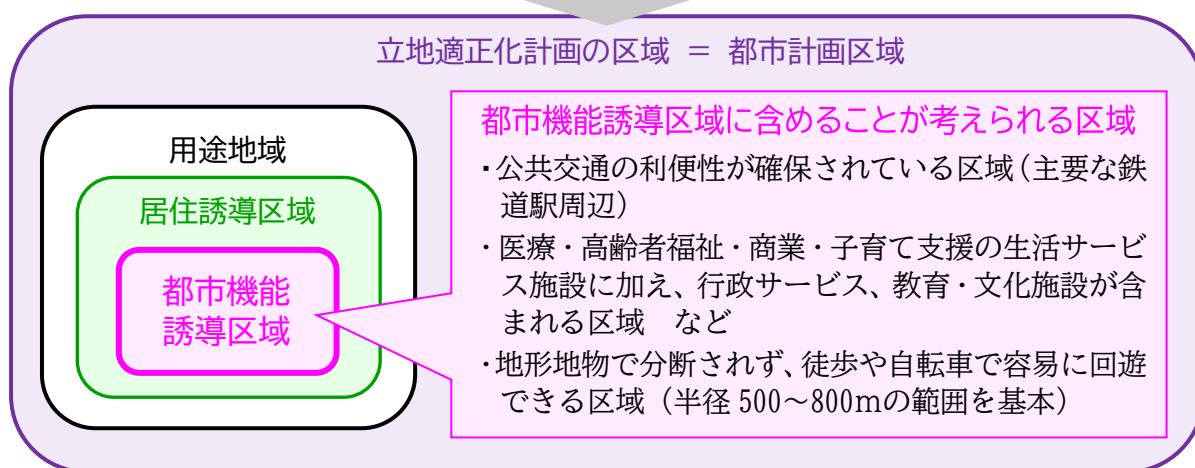 立地適正化計画の区域 ＝ 都市計画区域
用途地域
居住誘導区域
都市機能
誘導区域
都市機能誘導区域に含めることが考えられる区域
・公共交通の利便性が確保されている区域（主要な鉄
道駅周辺）
・医療・高齢者福祉・商業・子育て支援の生活サービ
ス施設に加え、行政サービス、教育・文化施設が含
まれる区域　など
・地形地物で分断されず、徒歩や自転車で容易に回遊
できる区域（半径 500～800ｍの範囲を基本）